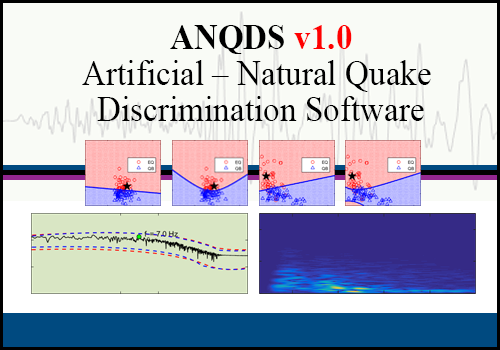 ANQDS v1.0
Artificial – Natural Quake
Discrimination Software
EQ
QB
EQ
QB
EQ
QB
EQ
QB
f = 7.0 Hz